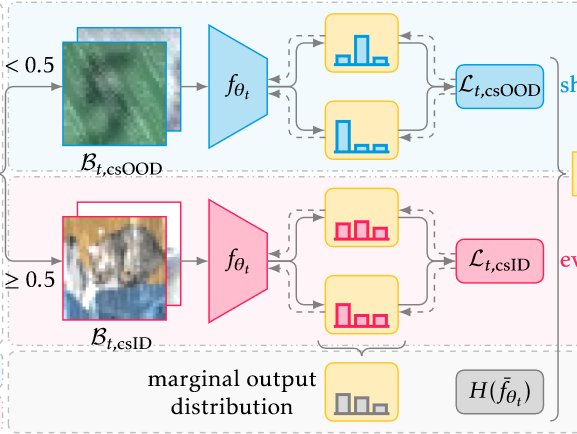 < 0.5
f_{θ_t}
ℒ_{t,csOOD}
sh
ℬ_{t,csOOD}
f_{θ_t}
ℒ_{t,csID}
ev
≥ 0.5
ℬ_{t,csID}
marginal output
distribution
H(f̄_{θ_t})